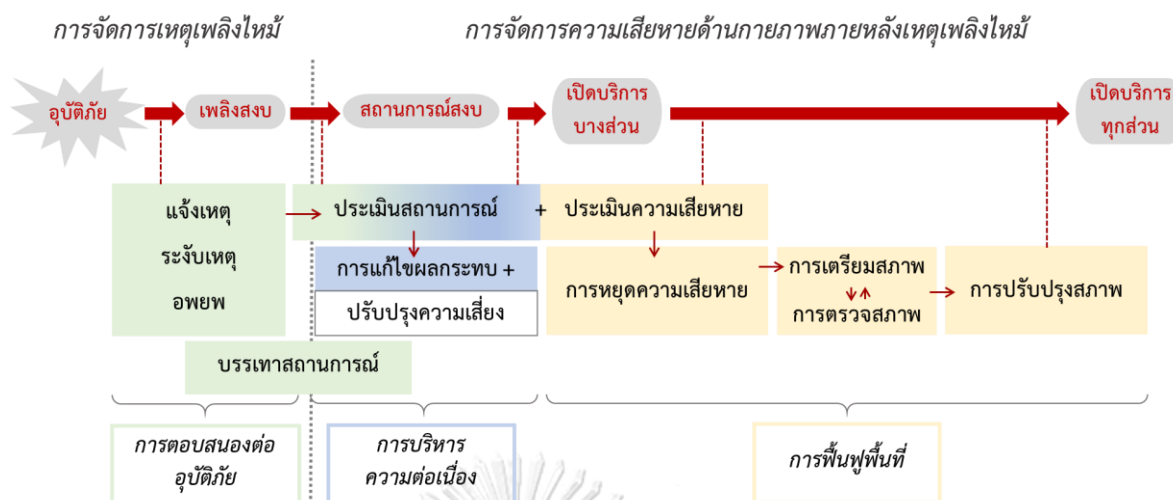 การจัดการเหตุเพลิงไหม้
การจัดการความเสียหายด้านกายภาพภายหลังเหตุเพลิงไหม้
อุบัติภัย
เพลิงสงบ
สถานการณ์สงบ
เปิดบริการ
บางส่วน
เปิดบริการ
ทุกส่วน
แจ้งเหตุ
ระงับเหตุ
อพยพ
ประเมินสถานการณ์
+
ประเมินความเสียหาย
การแก้ไขผลกระทบ +
ปรับปรุงความเสี่ยง
การหยุดความเสียหาย
การเตรียมสภาพ
การตรวจสภาพ
การปรับปรุงสภาพ
บรรเทาสถานการณ์
การตอบสนองต่อ
อุบัติภัย
การบริหาร
ความต่อเนื่อง
การฟื้นฟูพื้นที่